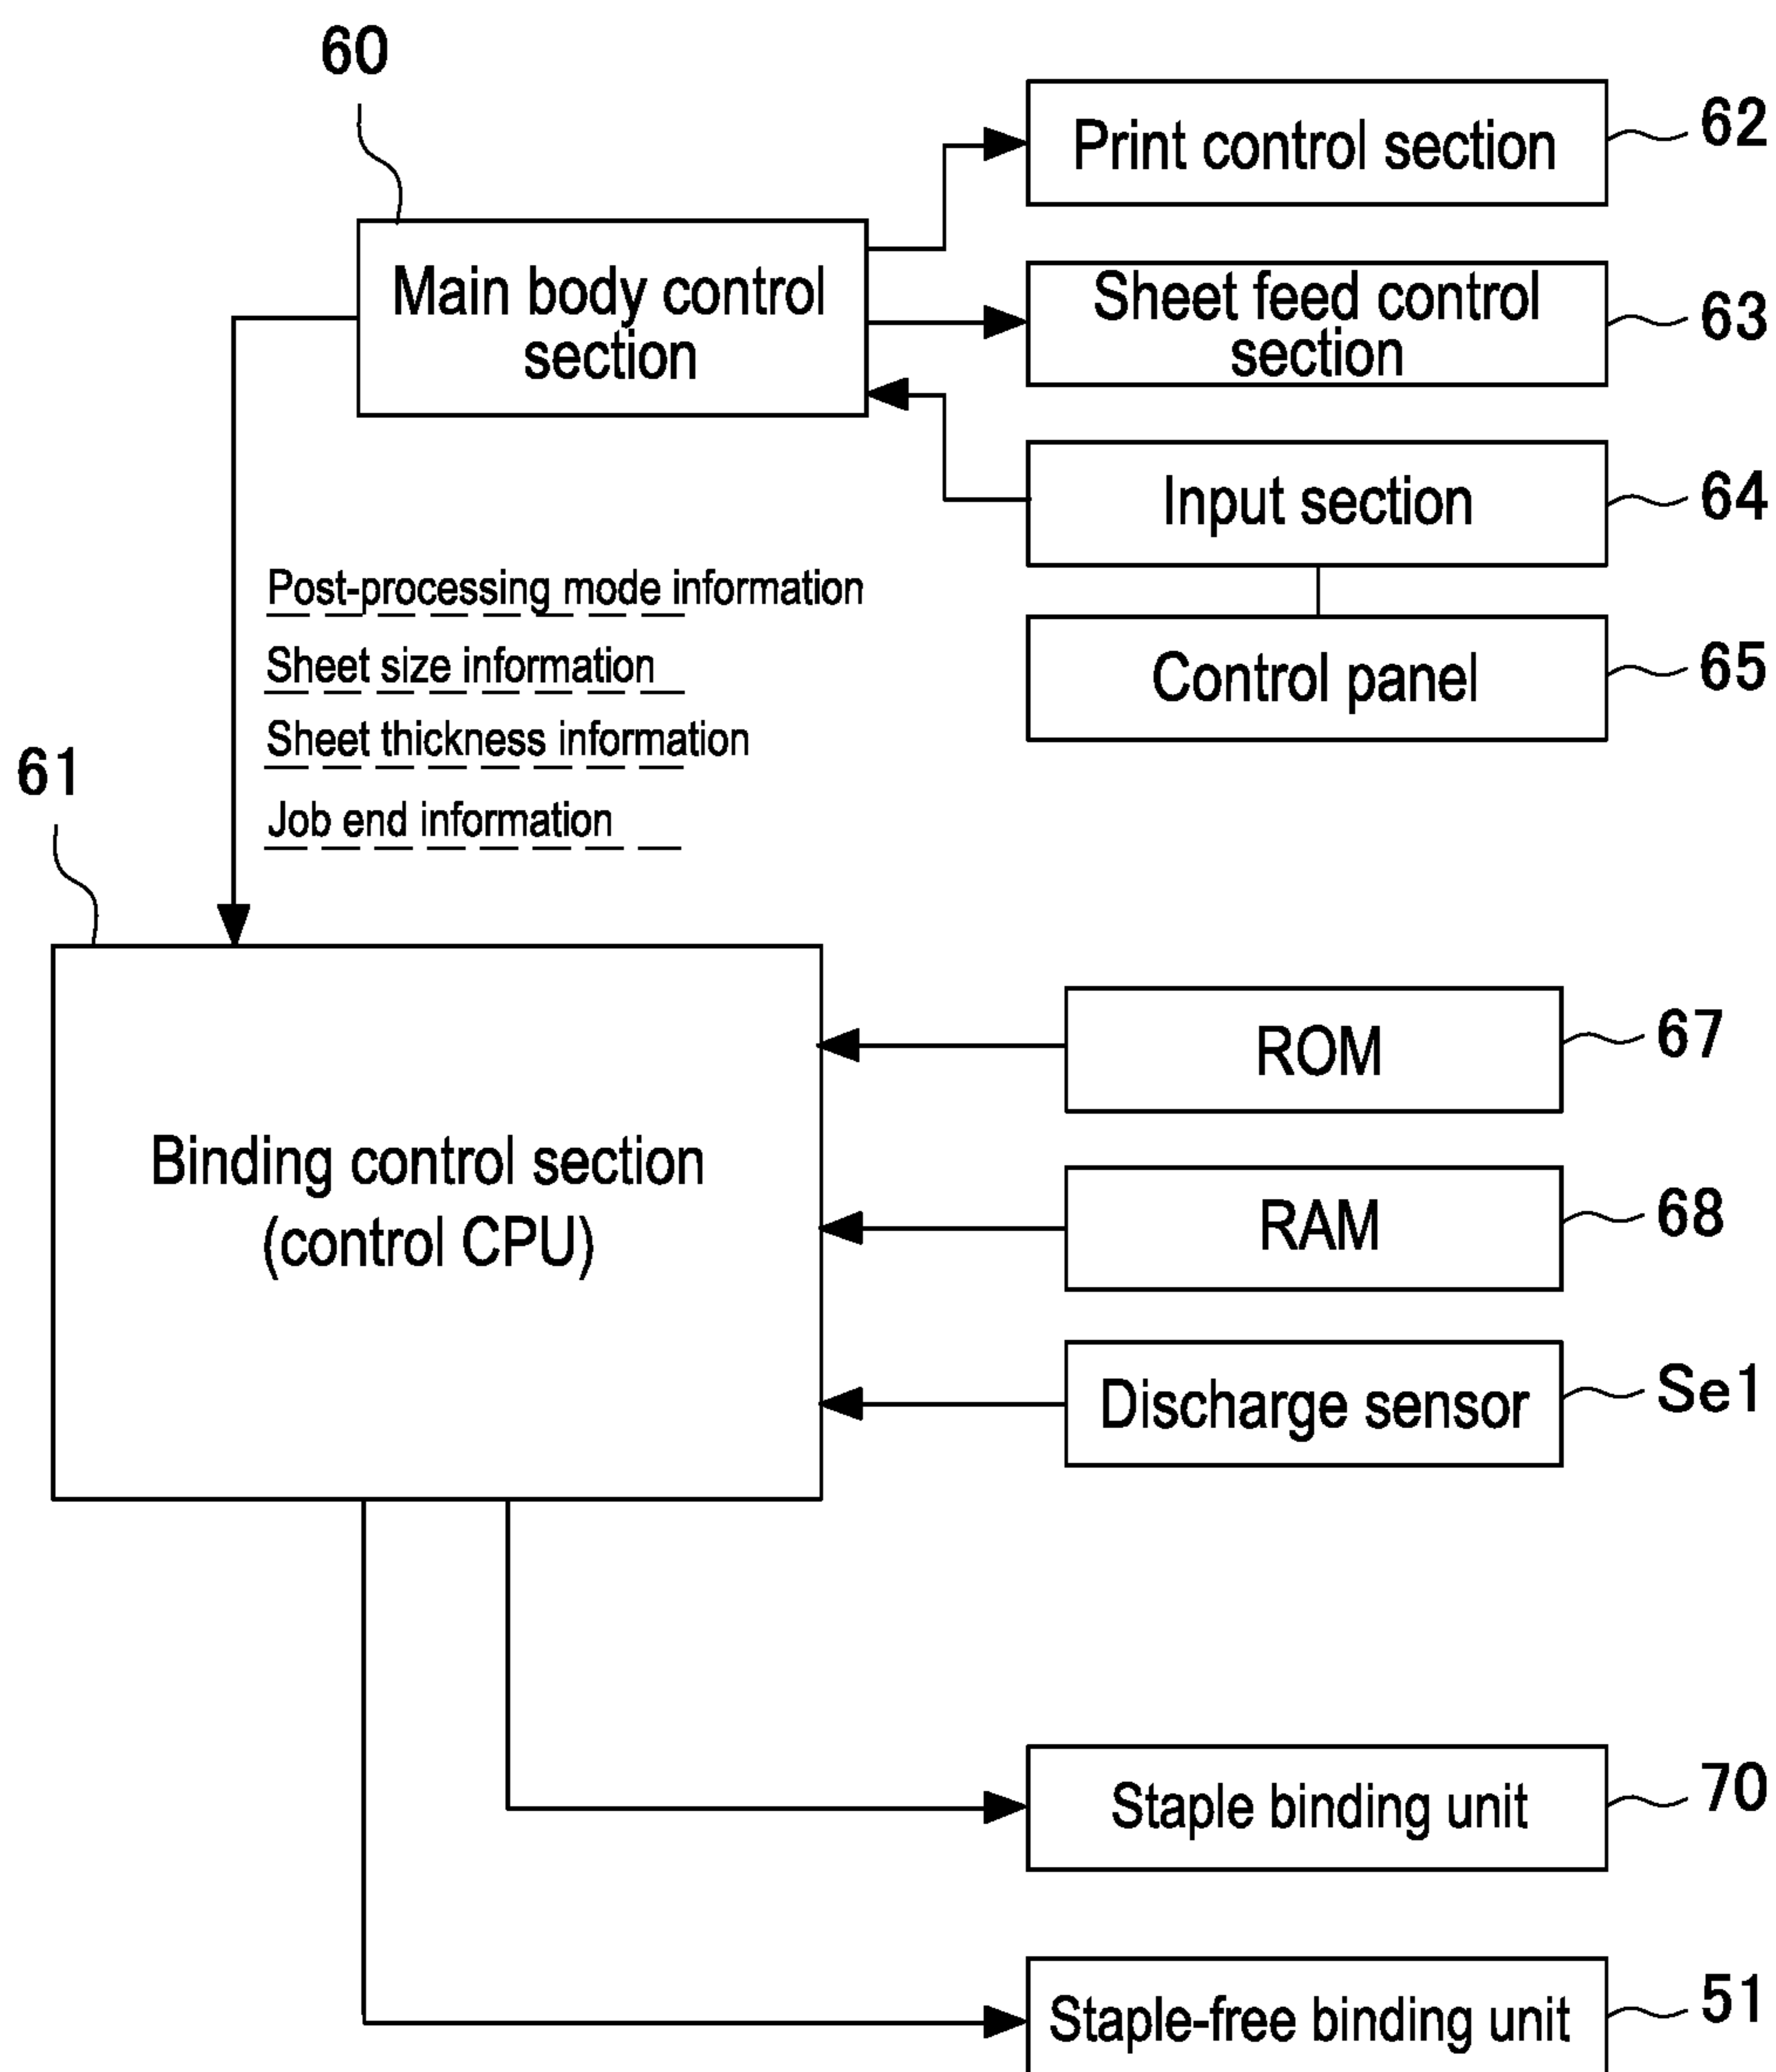 60
Print control section
62
Main body control
section
Sheet feed control
section
63
Input section
64
Control panel
65
Post-processing mode information
Sheet size information
Sheet thickness information
Job end information
61
Binding control section
(control CPU)
ROM
67
RAM
68
Discharge sensor
Se1
Staple binding unit
70
Staple-free binding unit
51